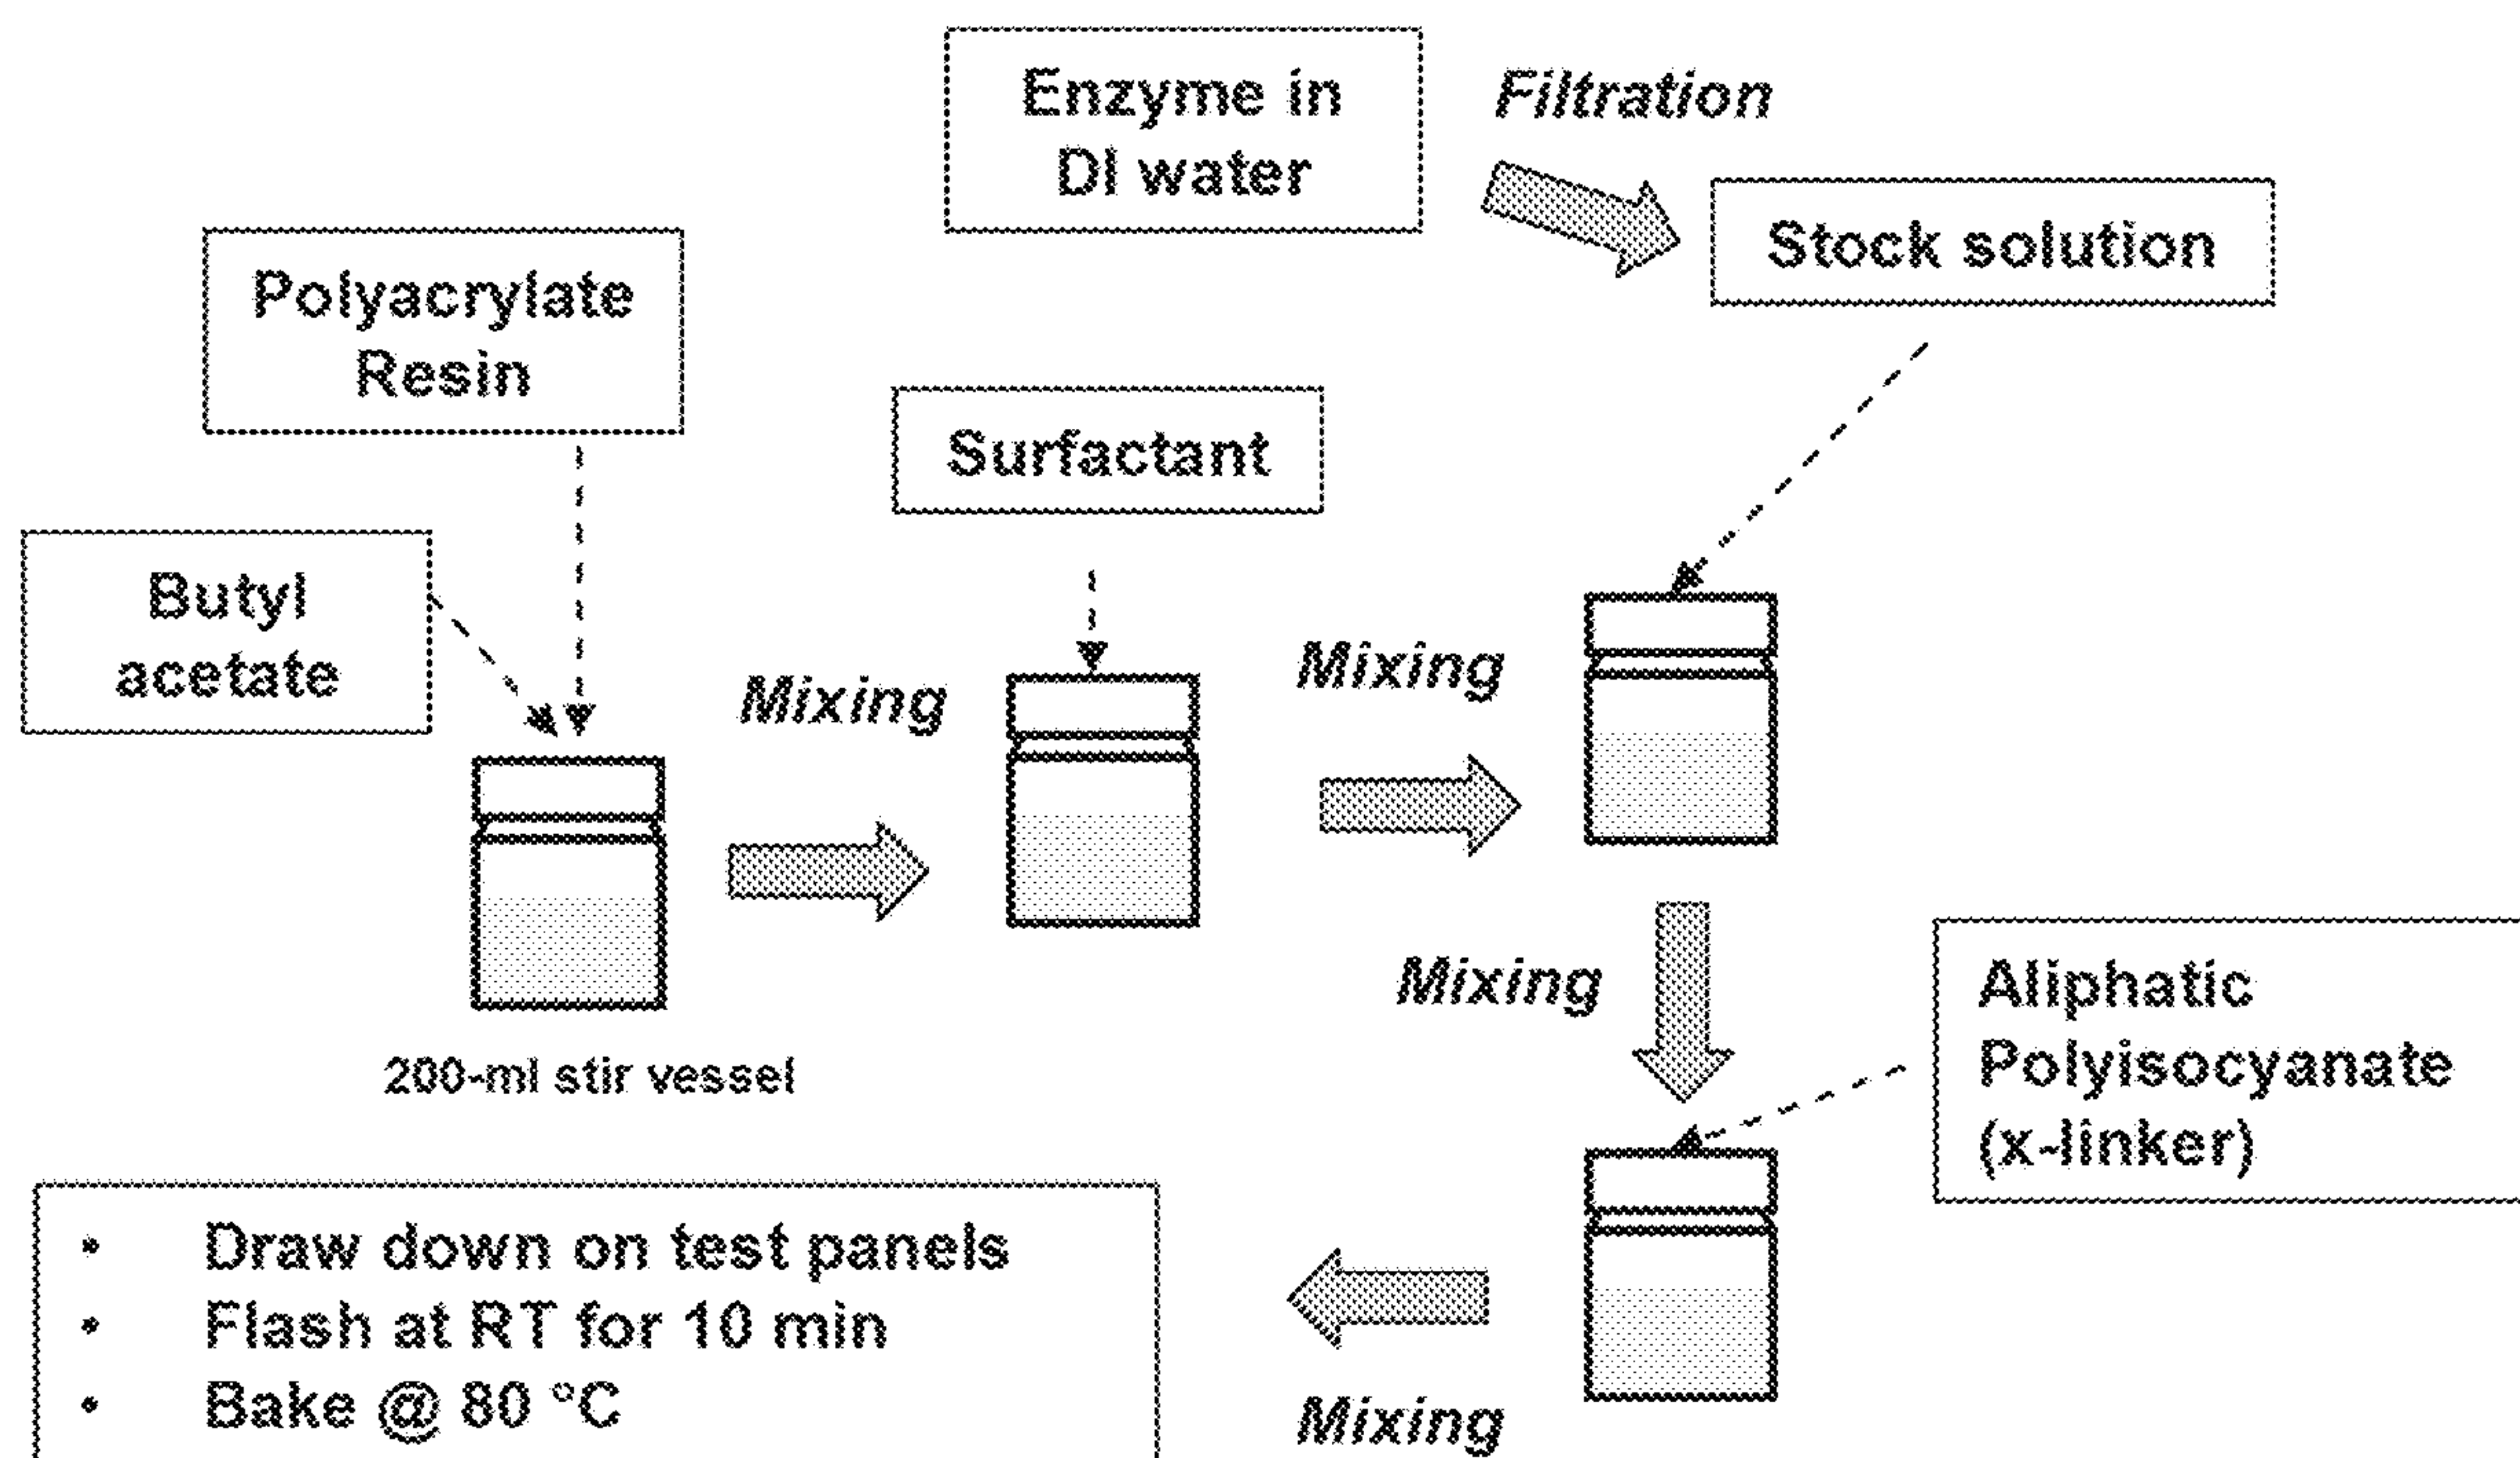 Enzyme in
DI water
Filtration
Stock solution
Polyacrylate
Resin
Surfactant
Butyl
acetate
Mixing
Mixing
200-ml stir vessel
Mixing
Aliphatic
Polyisocyanate
(x-linker)
• Draw down on test panels
• Flash at RT for 10 min
• Bake @ 80 °C
Mixing